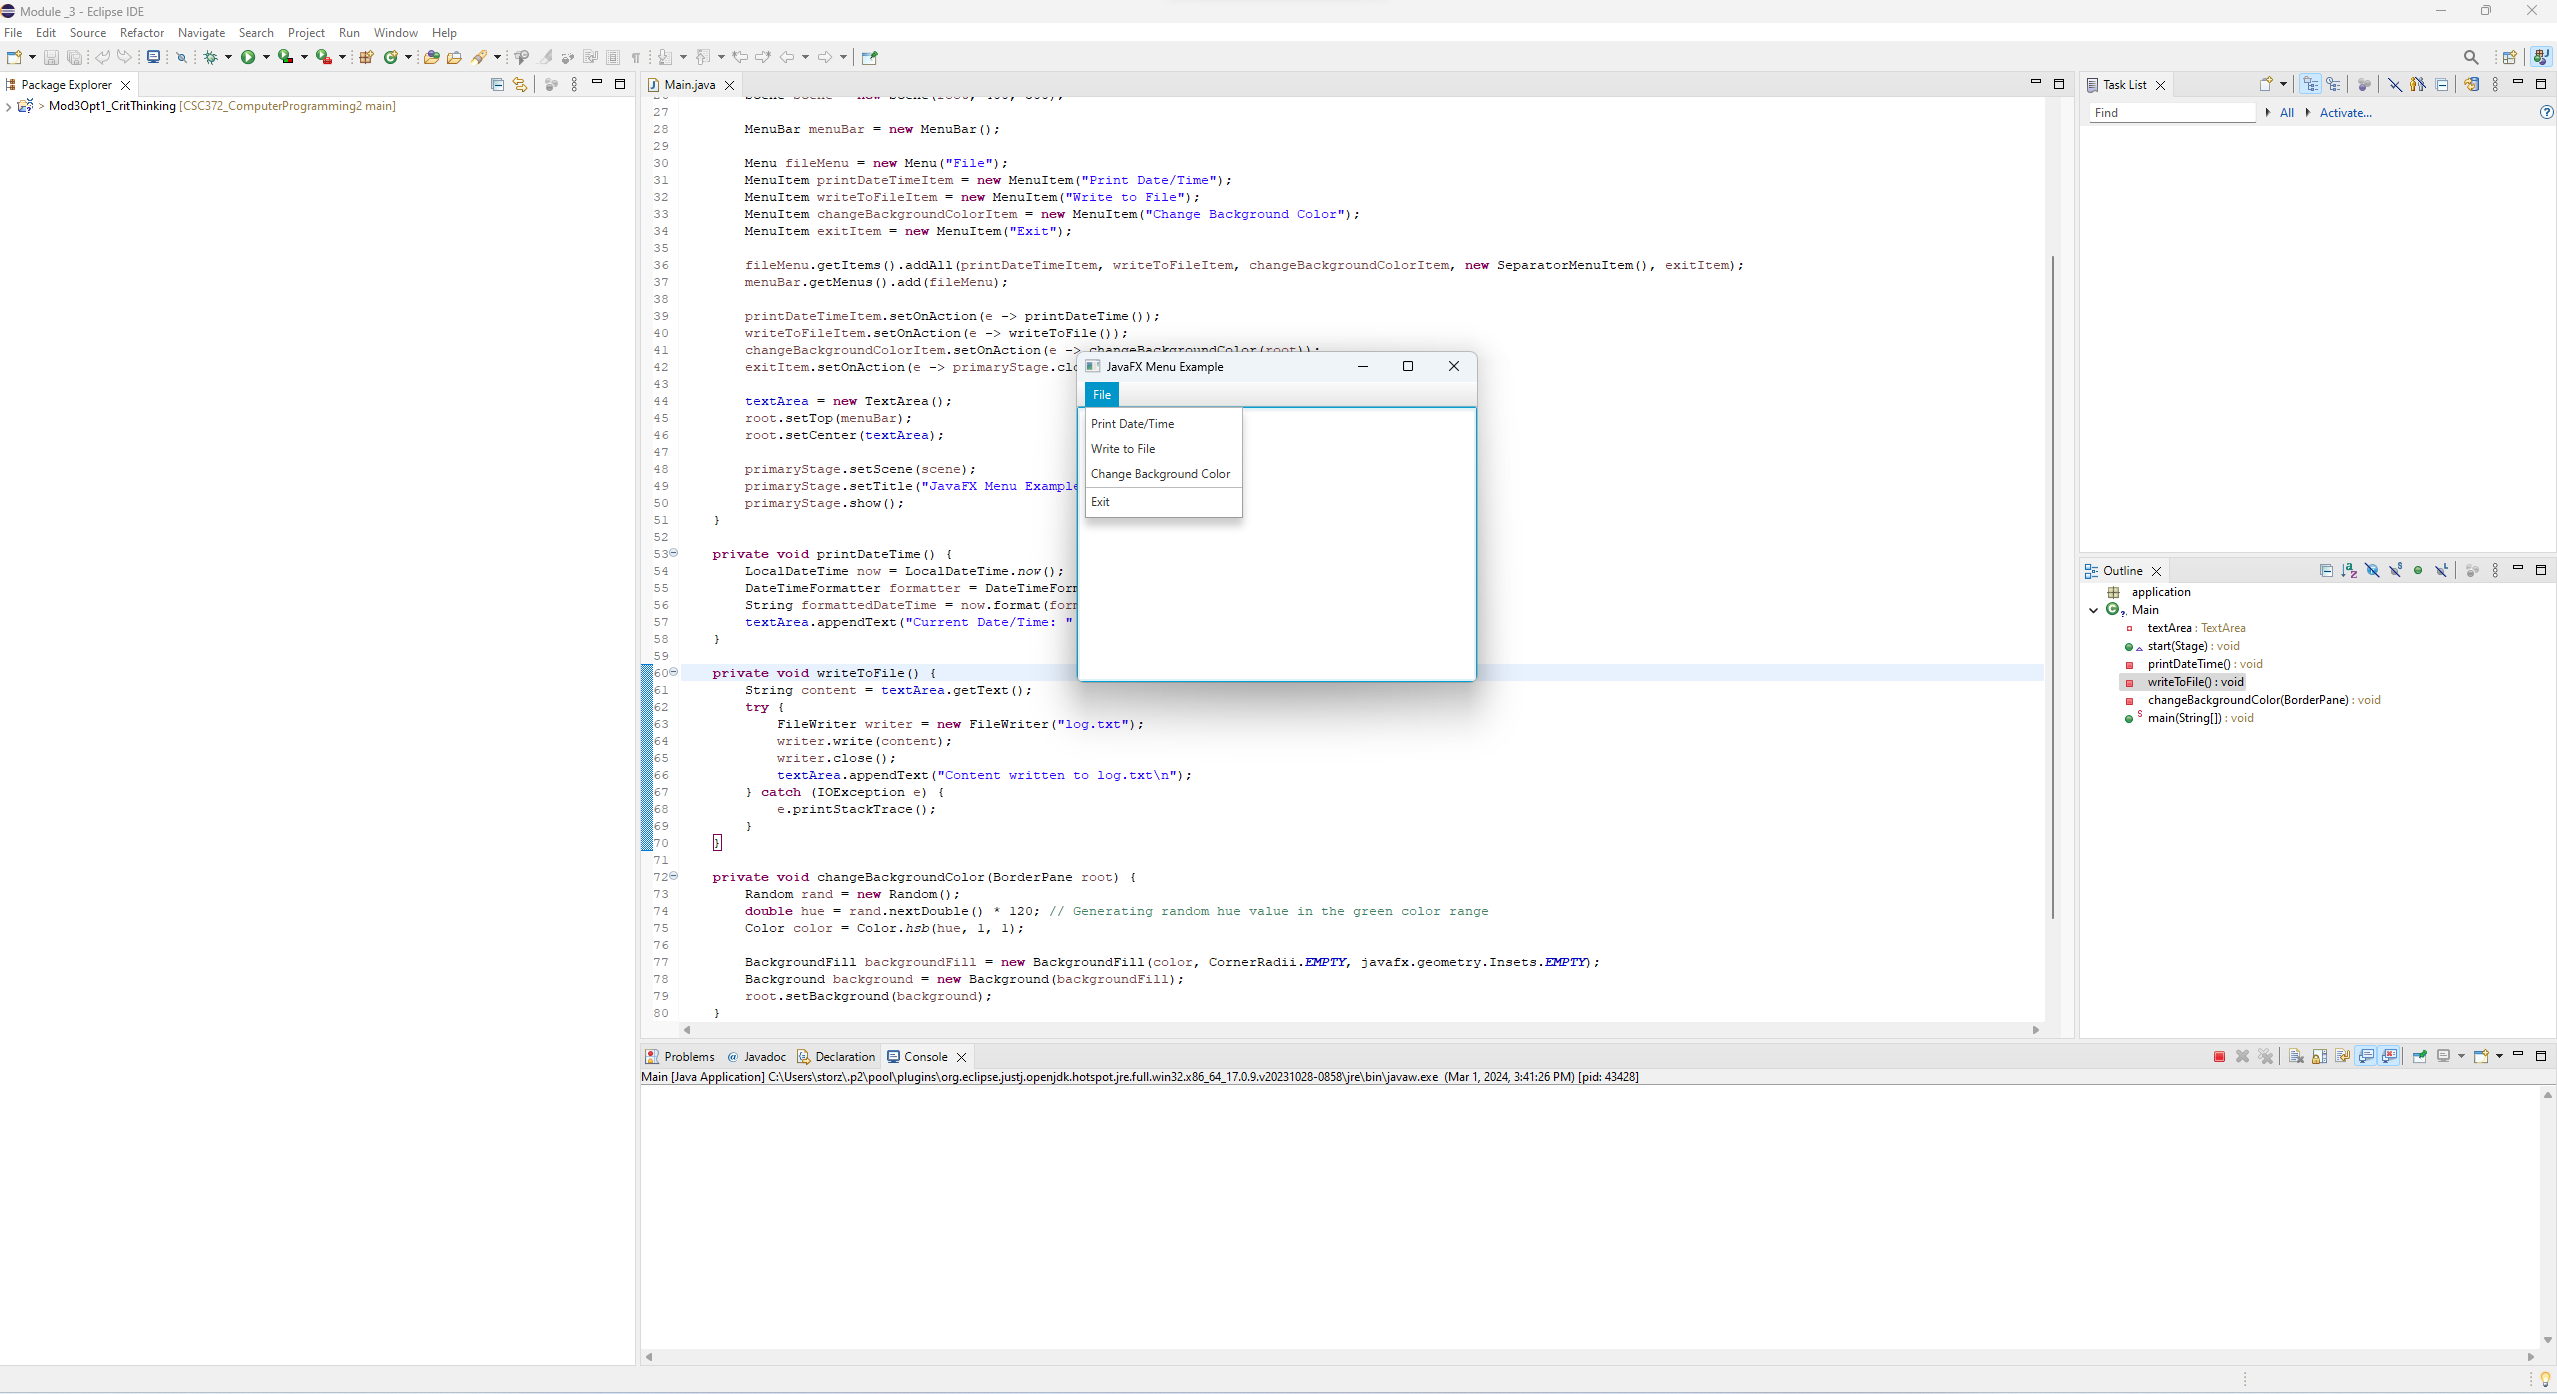 Module _3 - Eclipse IDE
File Edit Source Refactor Navigate Search Project Run Window Help
Package Explorer
> Mod3Opt1_CritThinking [CSC372_ComputerProgramming2 main]
Main.java
27
28 MenuBar menuBar = new MenuBar();
29
30 Menu fileMenu = new Menu("File");
31 MenuItem printDateTimeItem = new MenuItem("Print Date/Time");
32 MenuItem writeToFileItem = new MenuItem("Write to File");
33 MenuItem changeBackgroundColorItem = new MenuItem("Change Background Color");
34 MenuItem exitItem = new MenuItem("Exit");
35
36 fileMenu.getItems().addAll(printDateTimeItem, writeToFileItem, changeBackgroundColorItem, new SeparatorMenuItem(), exitItem);
37 menuBar.getMenus().add(fileMenu);
38
39 printDateTimeItem.setOnAction(e -> printDateTime());
40 writeToFileItem.setOnAction(e -> writeToFile());
41 changeBackgroundColorItem.setOnAction(e -> changeBackgroundColor(root));
42 exitItem.setOnAction(e -> primaryStage.clo
43
44 textArea = new TextArea();
45 root.setTop(menuBar);
46 root.setCenter(textArea);
47
48 primaryStage.setScene(scene);
49 primaryStage.setTitle("JavaFX Menu Example
50 primaryStage.show();
51 }
52
53 private void printDateTime() {
54 LocalDateTime now = LocalDateTime.now();
55 DateTimeFormatter formatter = DateTimeForm
56 String formattedDateTime = now.format(form
57 textArea.appendText("Current Date/Time: "
58 }
59
60 private void writeToFile() {
61 String content = textArea.getText();
62 try {
63 FileWriter writer = new FileWriter("log.txt");
64 writer.write(content);
65 writer.close();
66 textArea.appendText("Content written to log.txt\n");
67 } catch (IOException e) {
68 e.printStackTrace();
69 }
70 }
71
72 private void changeBackgroundColor(BorderPane root) {
73 Random rand = new Random();
74 double hue = rand.nextDouble() * 120; // Generating random hue value in the green color range
75 Color color = Color.hsb(hue, 1, 1);
76
77 BackgroundFill backgroundFill = new BackgroundFill(color, CornerRadii.EMPTY, javafx.geometry.Insets.EMPTY);
78 Background background = new Background(backgroundFill);
79 root.setBackground(background);
80 }
JavaFX Menu Example
File
Print Date/Time
Write to File
Change Background Color
Exit
Task List
Find All Activate...
Outline
application
Main
textArea : TextArea
start(Stage) : void
printDateTime() : void
writeToFile() : void
changeBackgroundColor(BorderPane) : void
main(String[]) : void
Problems @ Javadoc Declaration Console
Main [Java Application] C:\Users\storz\.p2\pool\plugins\org.eclipse.justj.openjdk.hotspot.jre.full.win32.x86_64_17.0.9.v20231028-0858\jre\bin\javaw.exe (Mar 1, 2024, 3:41:26 PM) [pid: 43428]